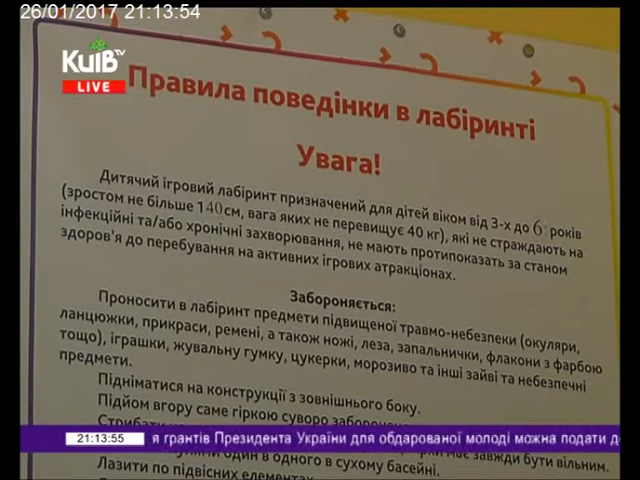 26/01/2017 21:13:54
КиїВ TV
LIVE
Правила поведінки в лабіринті
Увага!
Дитячий ігровий лабіринт призначений для дітей віком від 3-х до 6 років
(зростом не більше 140см, вага яких не перевищує 40 кг), які не страждають на
інфекційні та/або хронічні захворювання, не мають протипоказать за станом
здоров'я до перебування на активних ігрових атракціонах.
Забороняється:
Проносити в лабіринт предмети підвищеної травмо-небезпеки (окуляри,
ланцюжки, прикраси, ремені, а також ножі, леза, запальнички, флакони з фарбою
тощо), іграшки, жувальну гумку, цукерки, морозиво та інші зайві та небезпечні
предмети.
Підніматися на конструкції з зовнішнього боку.
Підйом вгору саме гіркою суворо
Стрибати
має завжди бути вільним.
21:13:55 я грантів Президента України для обдарованої молоді можна подати д
один в одного в сухому басейні.
Лазити по підвісних елементах